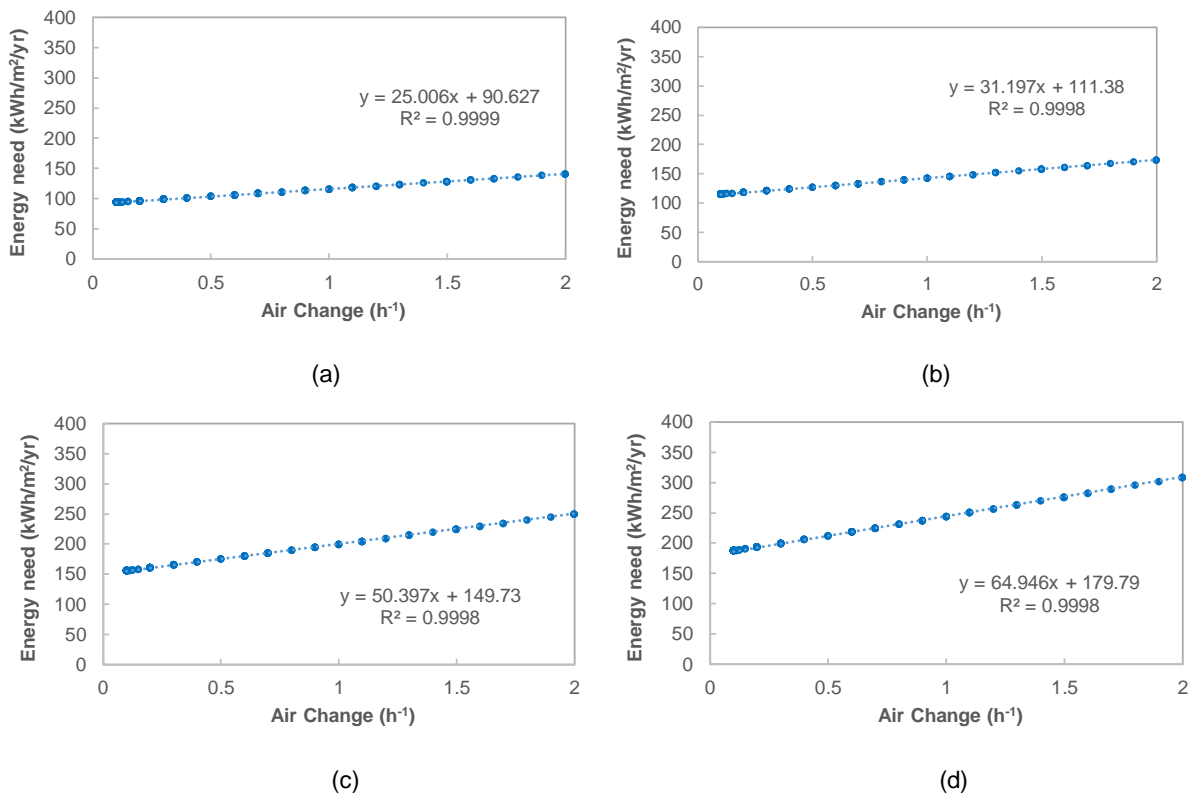 Energy need (kWh/m²/yr)
400
350
300
250
200
150
100
50
0
y = 25.006x + 90.627
R² = 0.9999
0 0.5 1 1.5 2
Air Change (h⁻¹)
(a)
Energy need (kWh/m²/yr)
400
350
300
250
200
150
100
50
0
y = 31.197x + 111.38
R² = 0.9998
0 0.5 1 1.5 2
Air Change (h⁻¹)
(b)
Energy need (kWh/m²/yr)
400
350
300
250
200
150
100
50
0
y = 50.397x + 149.73
R² = 0.9998
0 0.5 1 1.5 2
Air Change (h⁻¹)
(c)
Energy need (kWh/m²/yr)
400
350
300
250
200
150
100
50
0
y = 64.946x + 179.79
R² = 0.9998
0 0.5 1 1.5 2
Air Change (h⁻¹)
(d)